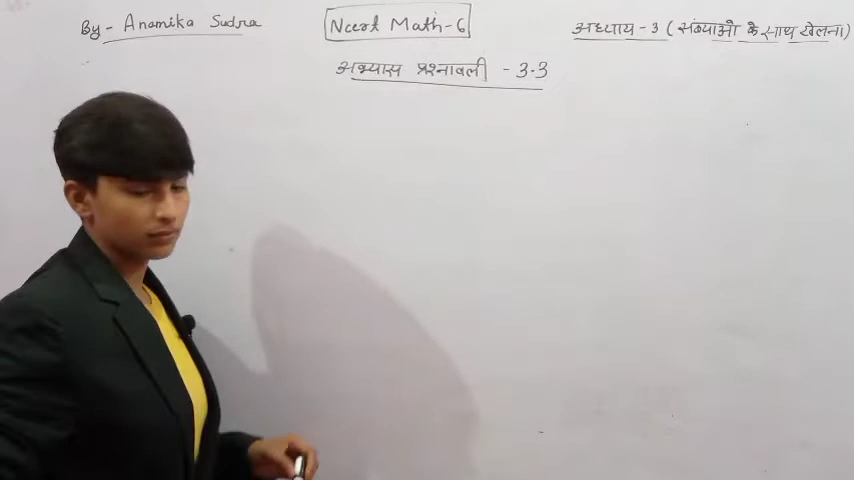 By - Anamika Sudra
Ncert Math-6
अध्याय - 3 (संख्याओ के साथ खेलना)
अभ्यास प्रश्नावली - 3.3